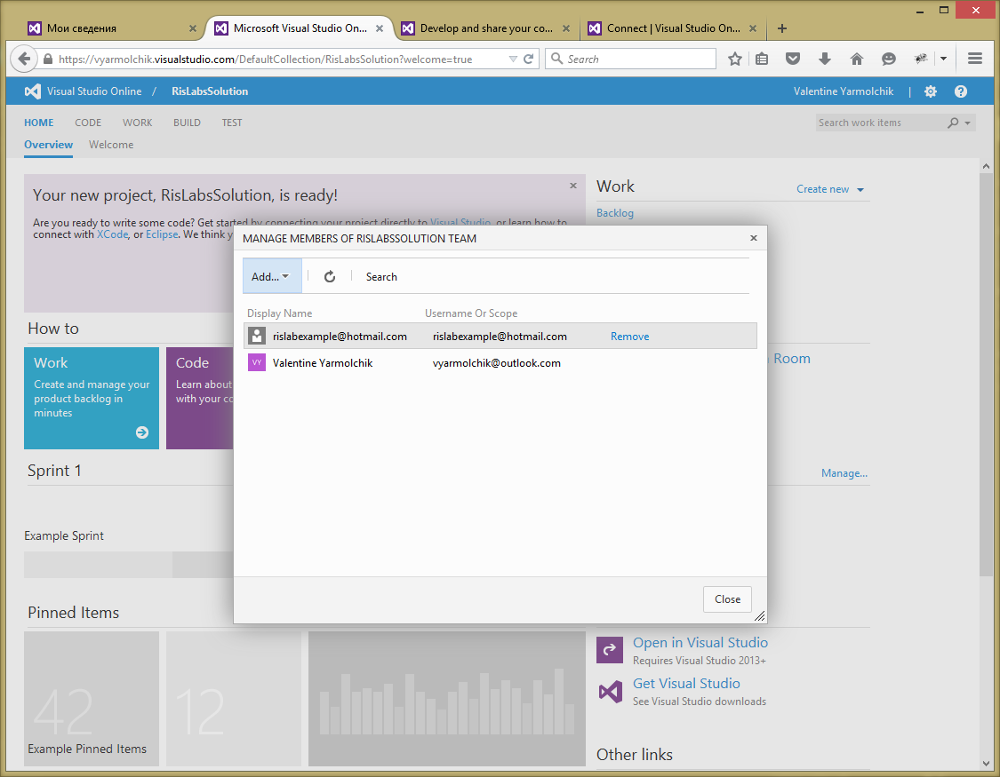 Мои сведения
Microsoft Visual Studio On...
Develop and share your co...
Connect | Visual Studio On...
https://vyarmolchik.visualstudio.com/DefaultCollection/RisLabsSolution?welcome=true
Search
Visual Studio Online / RisLabsSolution
Valentine Yarmolchik |
HOME CODE WORK BUILD TEST
Search work items
Overview Welcome
Your new project, RisLabsSolution, is ready!
Are you ready to write some code? Get started by connecting your project directly to Visual Studio, or learn how to
connect with XCode, or Eclipse. We think y
Work
Create new
Backlog
MANAGE MEMBERS OF RISLABSSOLUTION TEAM
Add...
Search
Display Name Username Or Scope
rislabexample@hotmail.com rislabexample@hotmail.com Remove
VY Valentine Yarmolchik vyarmolchik@outlook.com
Close
How to
Work
Create and manage your
product backlog in
minutes
Code
Learn about
with your co
Room
Sprint 1
Manage...
Example Sprint
Pinned Items
42
Example Pinned Items
12
Open in Visual Studio
Requires Visual Studio 2013+
Get Visual Studio
See Visual Studio downloads
Other links